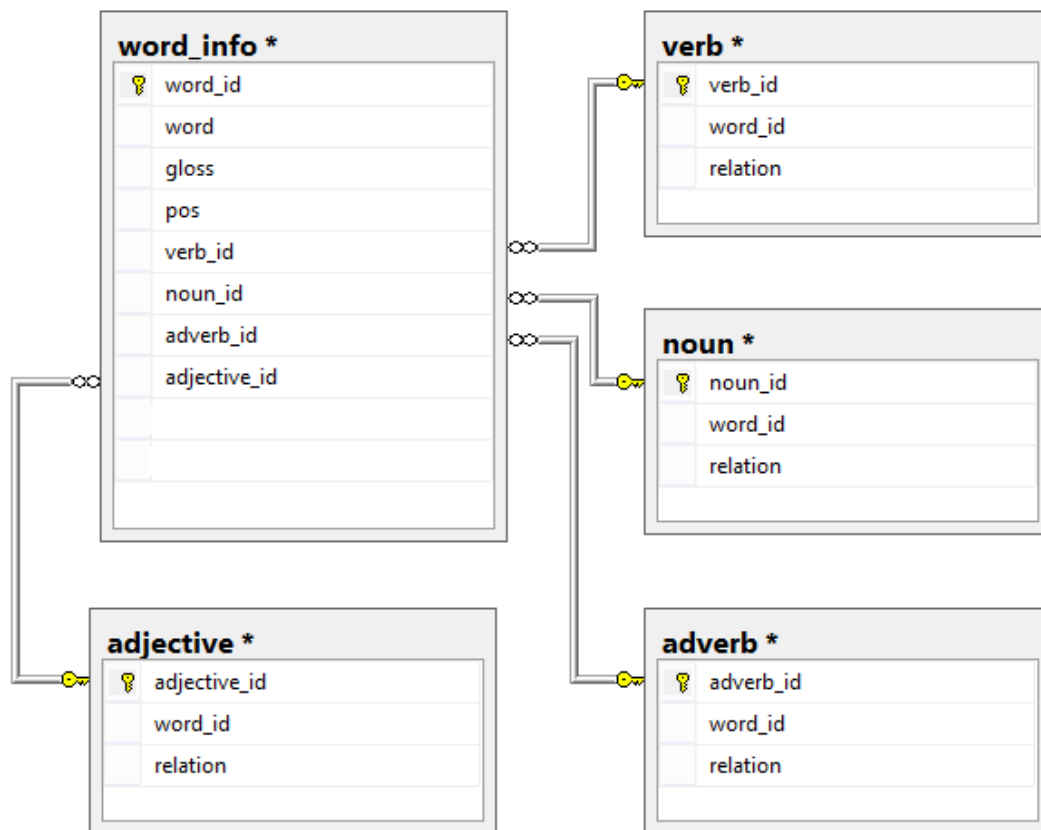 word_info *
word_id
word
gloss
pos
verb_id
noun_id
adverb_id
adjective_id
verb *
verb_id
word_id
relation
noun *
noun_id
word_id
relation
adjective *
adjective_id
word_id
relation
adverb *
adverb_id
word_id
relation